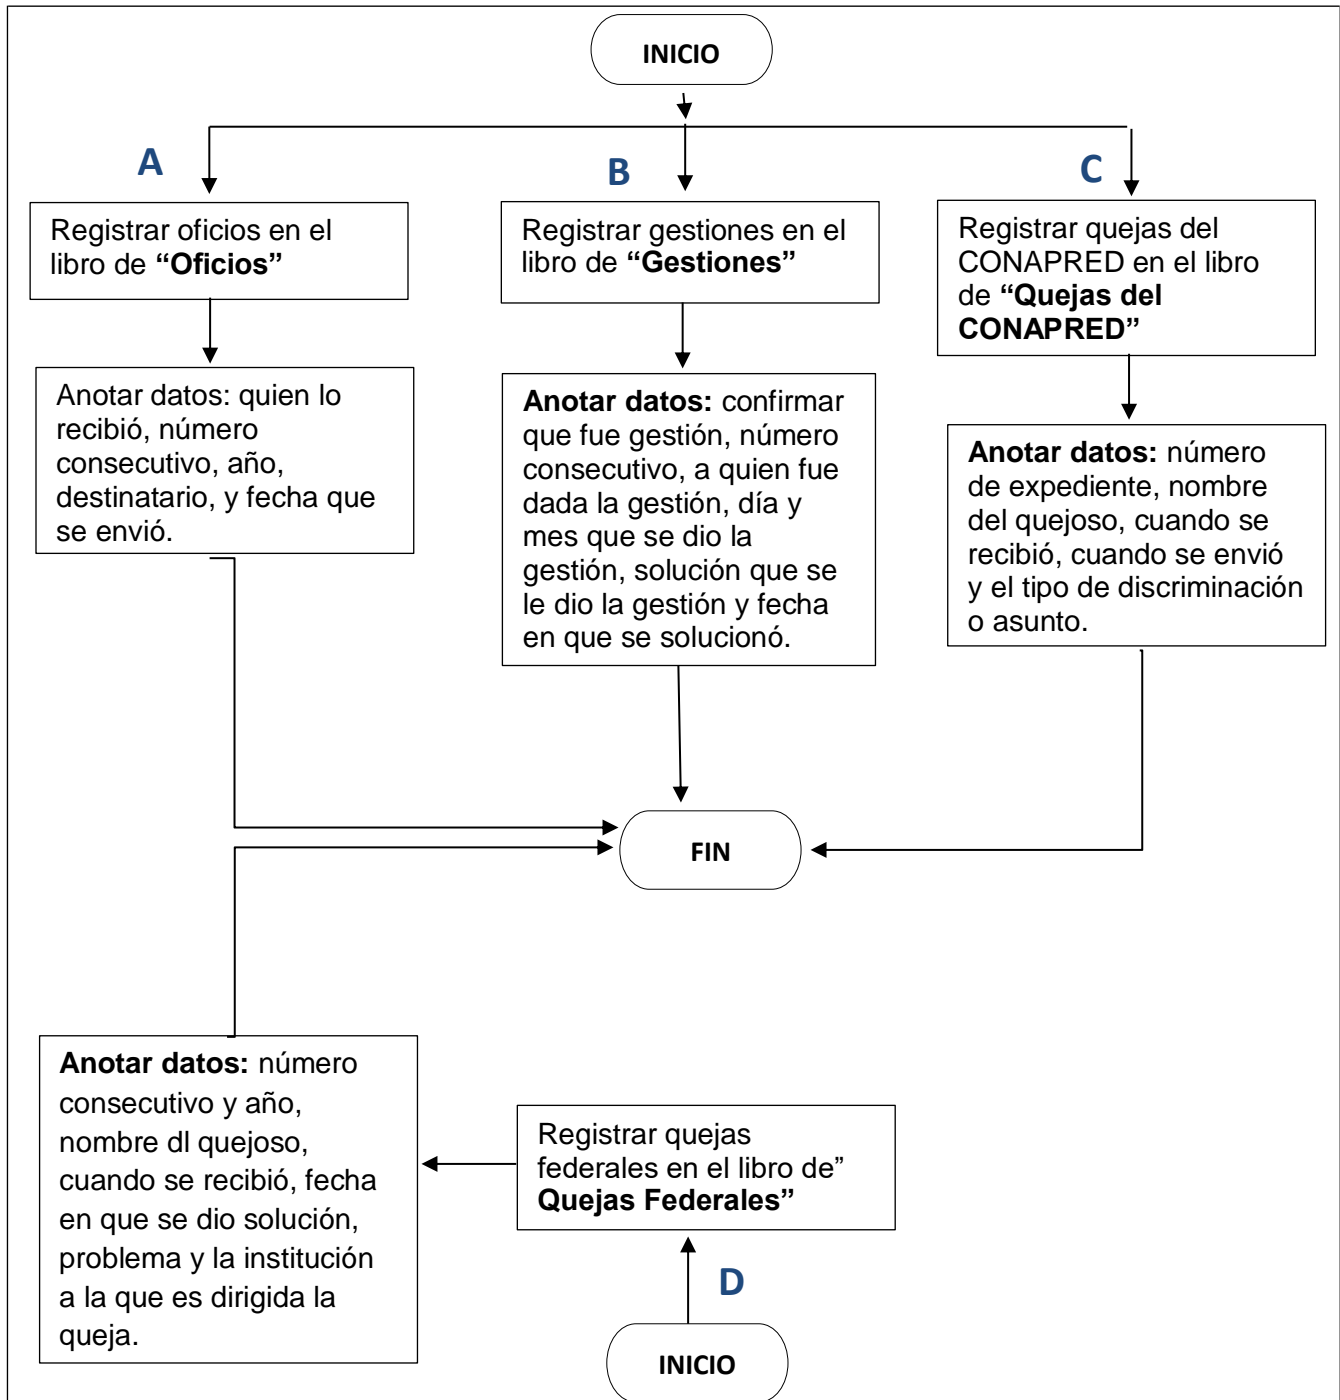 INICIO
A
B
C
Registrar oficios en el
libro de “Oficios”
Registrar gestiones en el
libro de “Gestiones”
Registrar quejas del
CONAPRED en el libro
de “Quejas del
CONAPRED”
Anotar datos: quien lo
recibió, número
consecutivo, año,
destinatario, y fecha que
se envió.
Anotar datos: confirmar
que fue gestión, número
consecutivo, a quien fue
dada la gestión, día y
mes que se dio la
gestión, solución que se
le dio la gestión y fecha
en que se solucionó.
Anotar datos: número
de expediente, nombre
del quejoso, cuando se
recibió, cuando se envió
y el tipo de discriminación
o asunto.
FIN
Anotar datos: número
consecutivo y año,
nombre dl quejoso,
cuando se recibió, fecha
en que se dio solución,
problema y la institución
a la que es dirigida la
queja.
Registrar quejas
federales en el libro de”
Quejas Federales”
D
INICIO